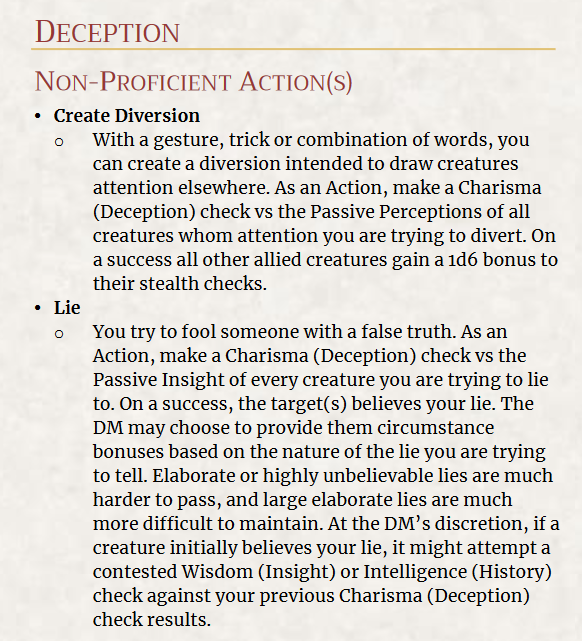 DECEPTION
NON-PROFICIENT ACTION(S)
• Create Diversion
o With a gesture, trick or combination of words, you
can create a diversion intended to draw creatures
attention elsewhere. As an Action, make a Charisma
(Deception) check vs the Passive Perceptions of all
creatures whom attention you are trying to divert. On
a success all other allied creatures gain a 1d6 bonus to
their stealth checks.
• Lie
o You try to fool someone with a false truth. As an
Action, make a Charisma (Deception) check vs the
Passive Insight of every creature you are trying to lie
to. On a success, the target(s) believes your lie. The
DM may choose to provide them circumstance
bonuses based on the nature of the lie you are trying
to tell. Elaborate or highly unbelievable lies are much
harder to pass, and large elaborate lies are much
more difficult to maintain. At the DM’s discretion, if a
creature initially believes your lie, it might attempt a
contested Wisdom (Insight) or Intelligence (History)
check against your previous Charisma (Deception)
check results.